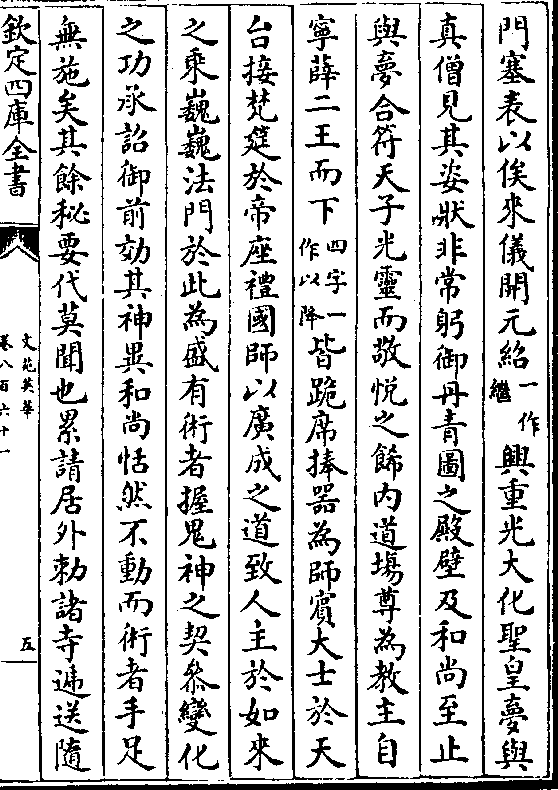 門塞表以俟來儀開元紹一作繼興重光大化聖皇夢與
真僧見其姿狀非常躬御丹青圖之殿壁及和尚至止
與夢合符天子光靈而敬悦之餙内道場尊為教主自
寧薛二王而下四字一作以降皆跪席捧器為師賓大士於天
台接梵筵於帝座禮國師以廣成之道致人主於如來
之乗巍巍法門於此為盛有術者握鬼神之契叅變化
之功承詔御前効其神異和尚恬然不動而術者手足
無施矣其餘秘要代莫聞也累請居外勅諸寺遞送隨
欽定四庫全書
文苑英華
卷八百六十一
五